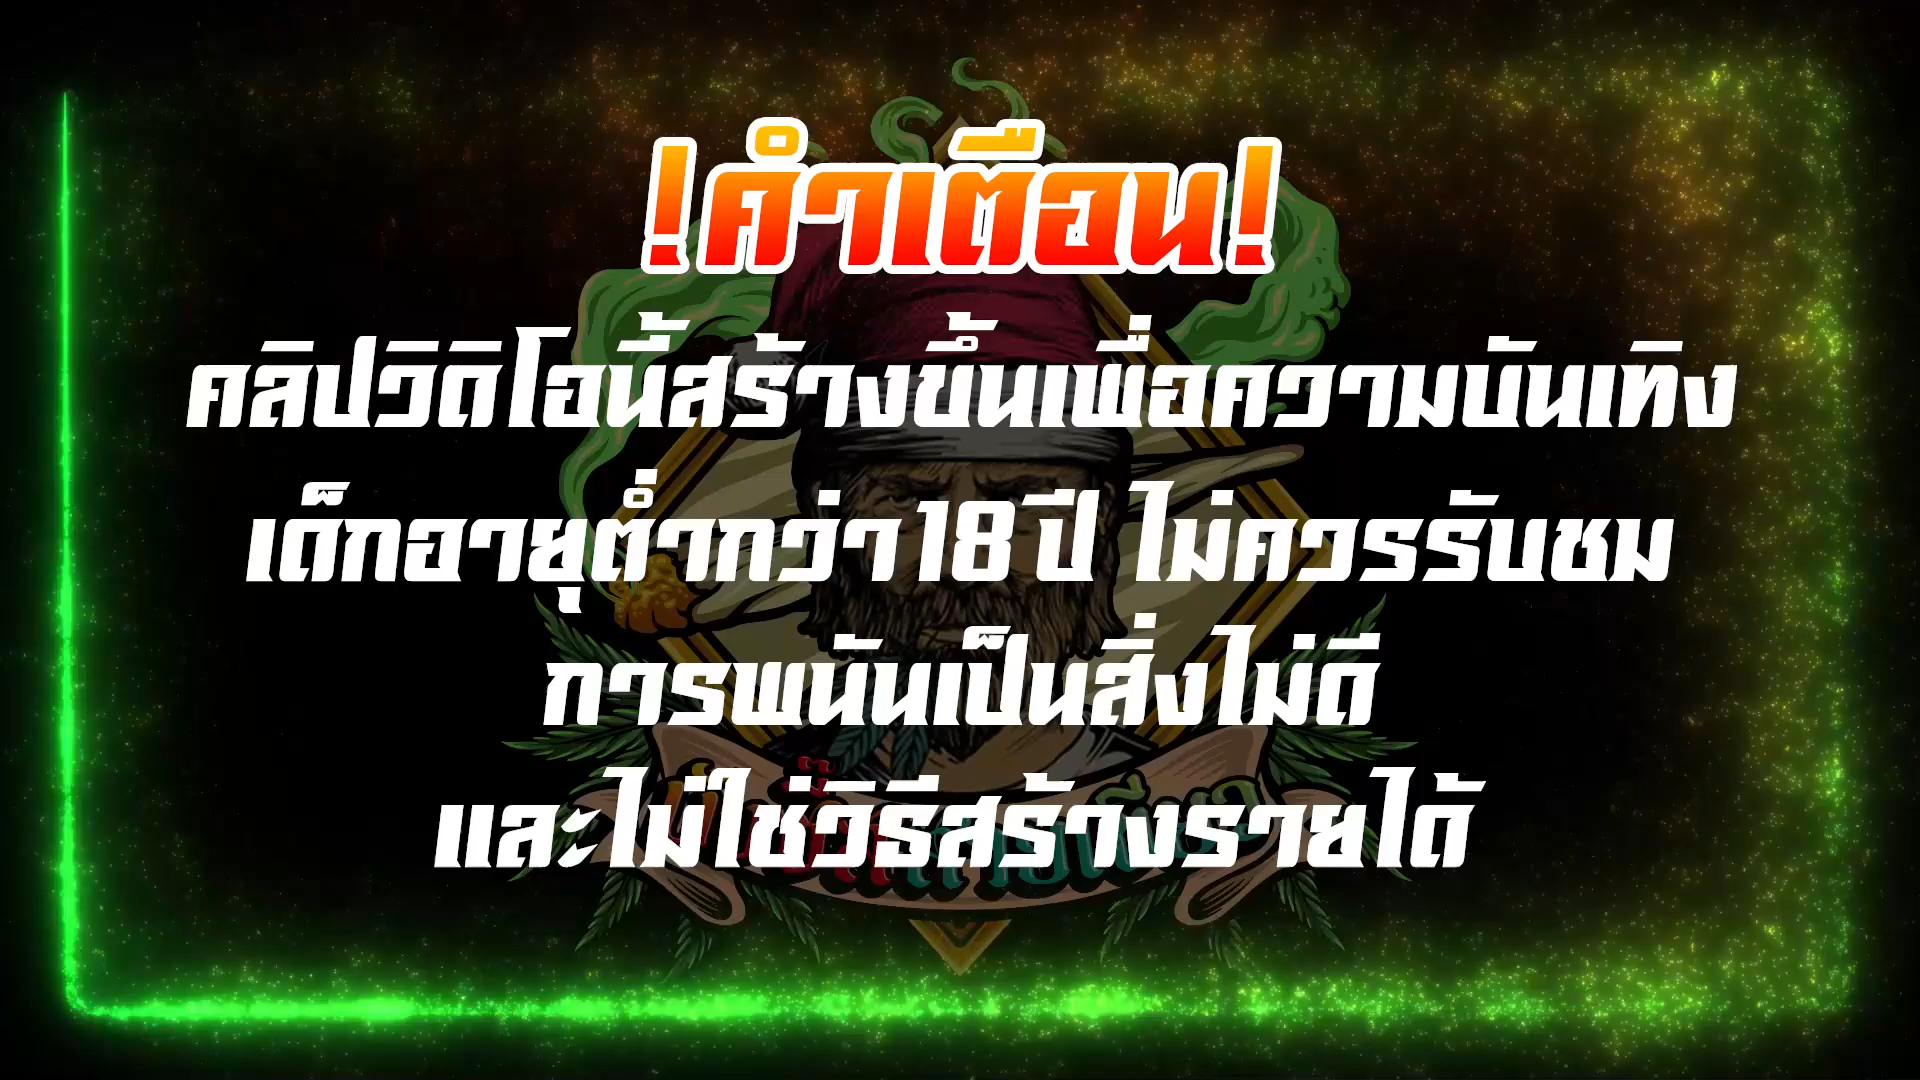 !คำเตือน!
คลิปวิดิโอนี้สร้างขึ้นเพื่อความบันเทิง
เด็กอายุต่ำกว่า18ปี ไม่ควรรับชม
การพนันเป็นสิ่งไม่ดี
และไม่ใช่วิธีสร้างรายได้